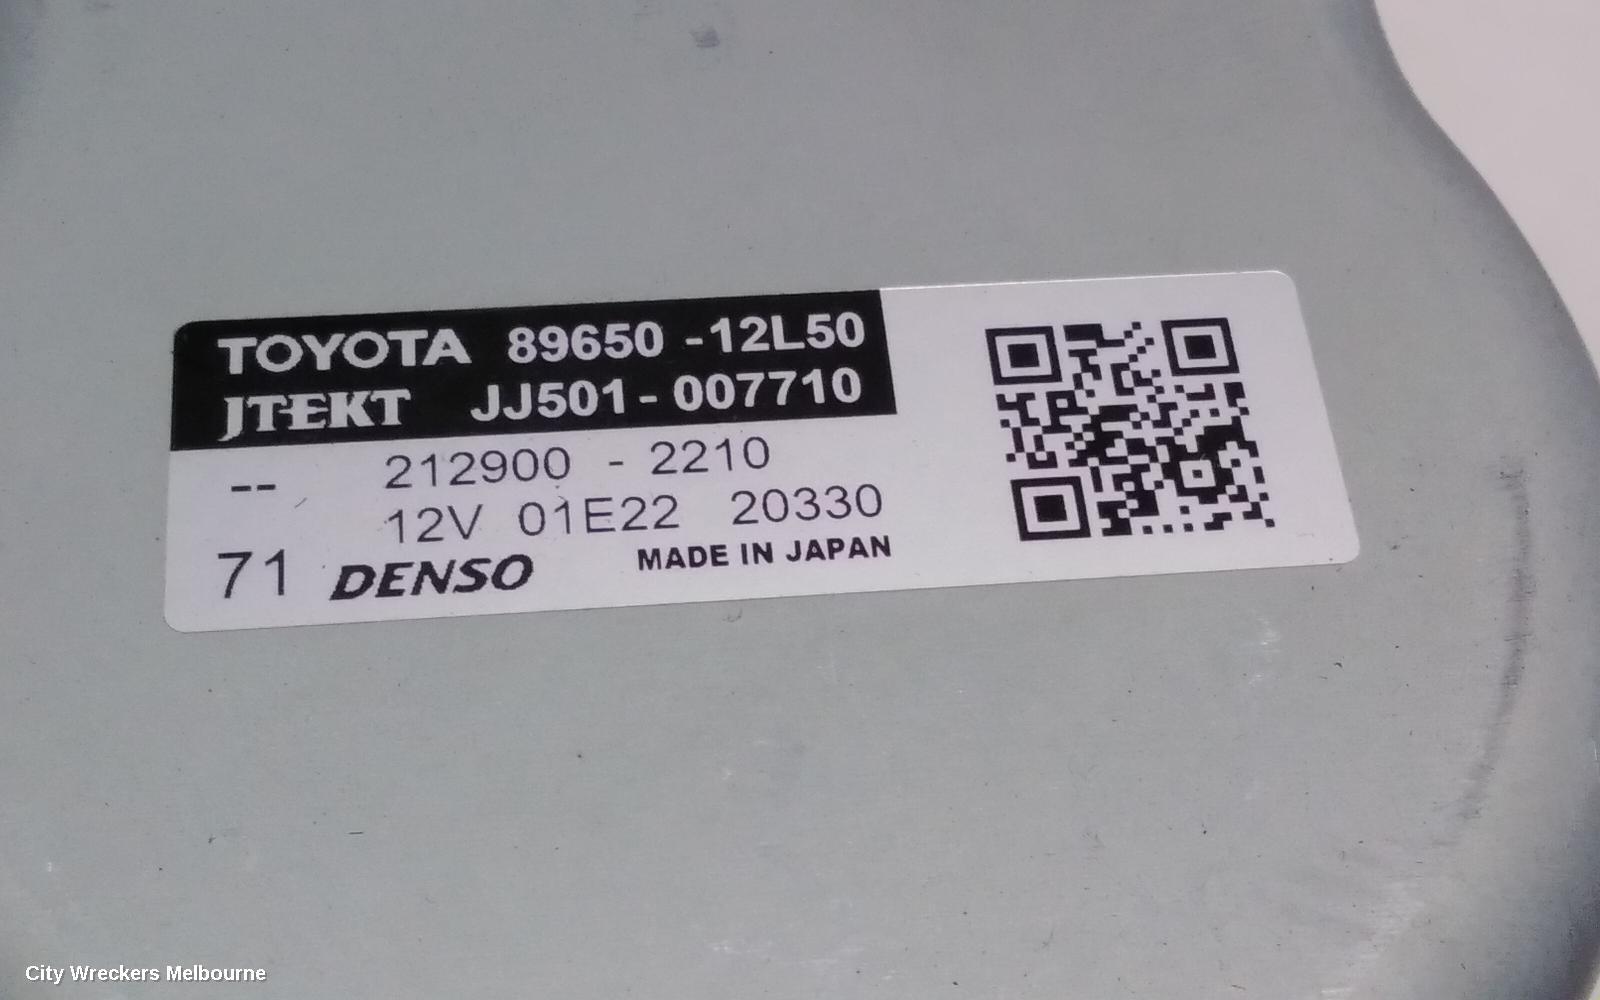 TOYOTA 89650 -12L50
JTEKT JJ501- 007710
-- 212900 - 2210
12V 01E22 20330
71 DENSO MADE IN JAPAN
City Wreckers Melbourne